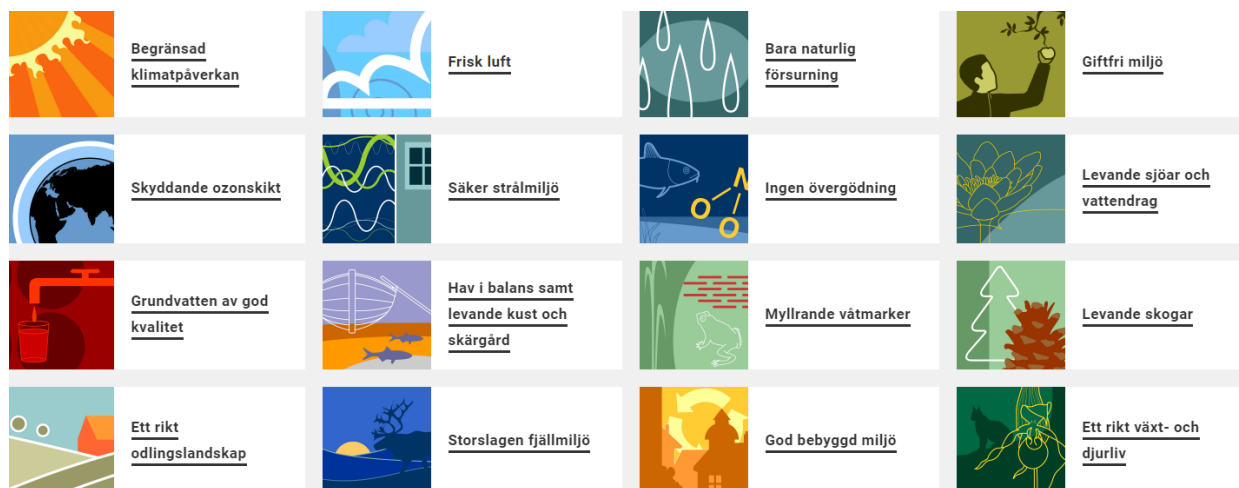 Begränsad
klimatpåverkan
Frisk luft
Bara naturlig
försurning
Giftfri miljö
Skyddande ozonskikt
Säker strålmiljö
N
O
O
Ingen övergödning
Levande sjöar och
vattendrag
Grundvatten av god
kvalitet
Hav i balans samt
levande kust och
skärgård
Myllrande våtmarker
Levande skogar
Ett rikt
odlingslandskap
Storslagen fjällmiljö
God bebyggd miljö
Ett rikt växt- och
djurliv